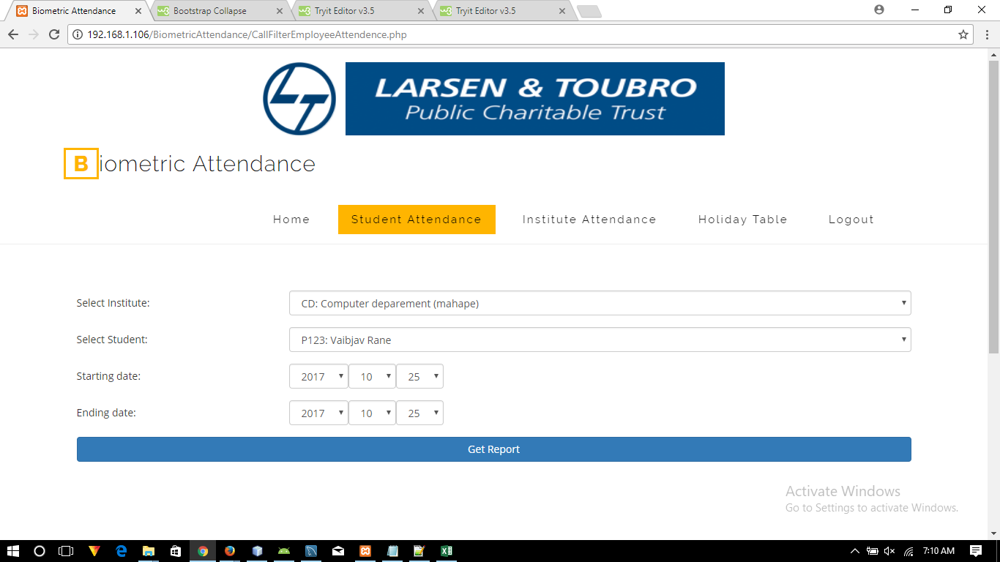 Biometric Attendance
Bootstrap Collapse
Tryit Editor v3.5
Tryit Editor v3.5
192.168.1.106/BiometricAttendance/CallFilterEmployeeAttendence.php
LT
LARSEN & TOUBRO
Public Charitable Trust
Biometric Attendance
Home Student Attendance Institute Attendance Holiday Table Logout
Select Institute: CD: Computer deparement (mahape)
Select Student: P123: Vaibjav Rane
Starting date: 2017 10 25
Ending date: 2017 10 25
Get Report
Activate Windows
Go to Settings to activate Windows.
7:10 AM